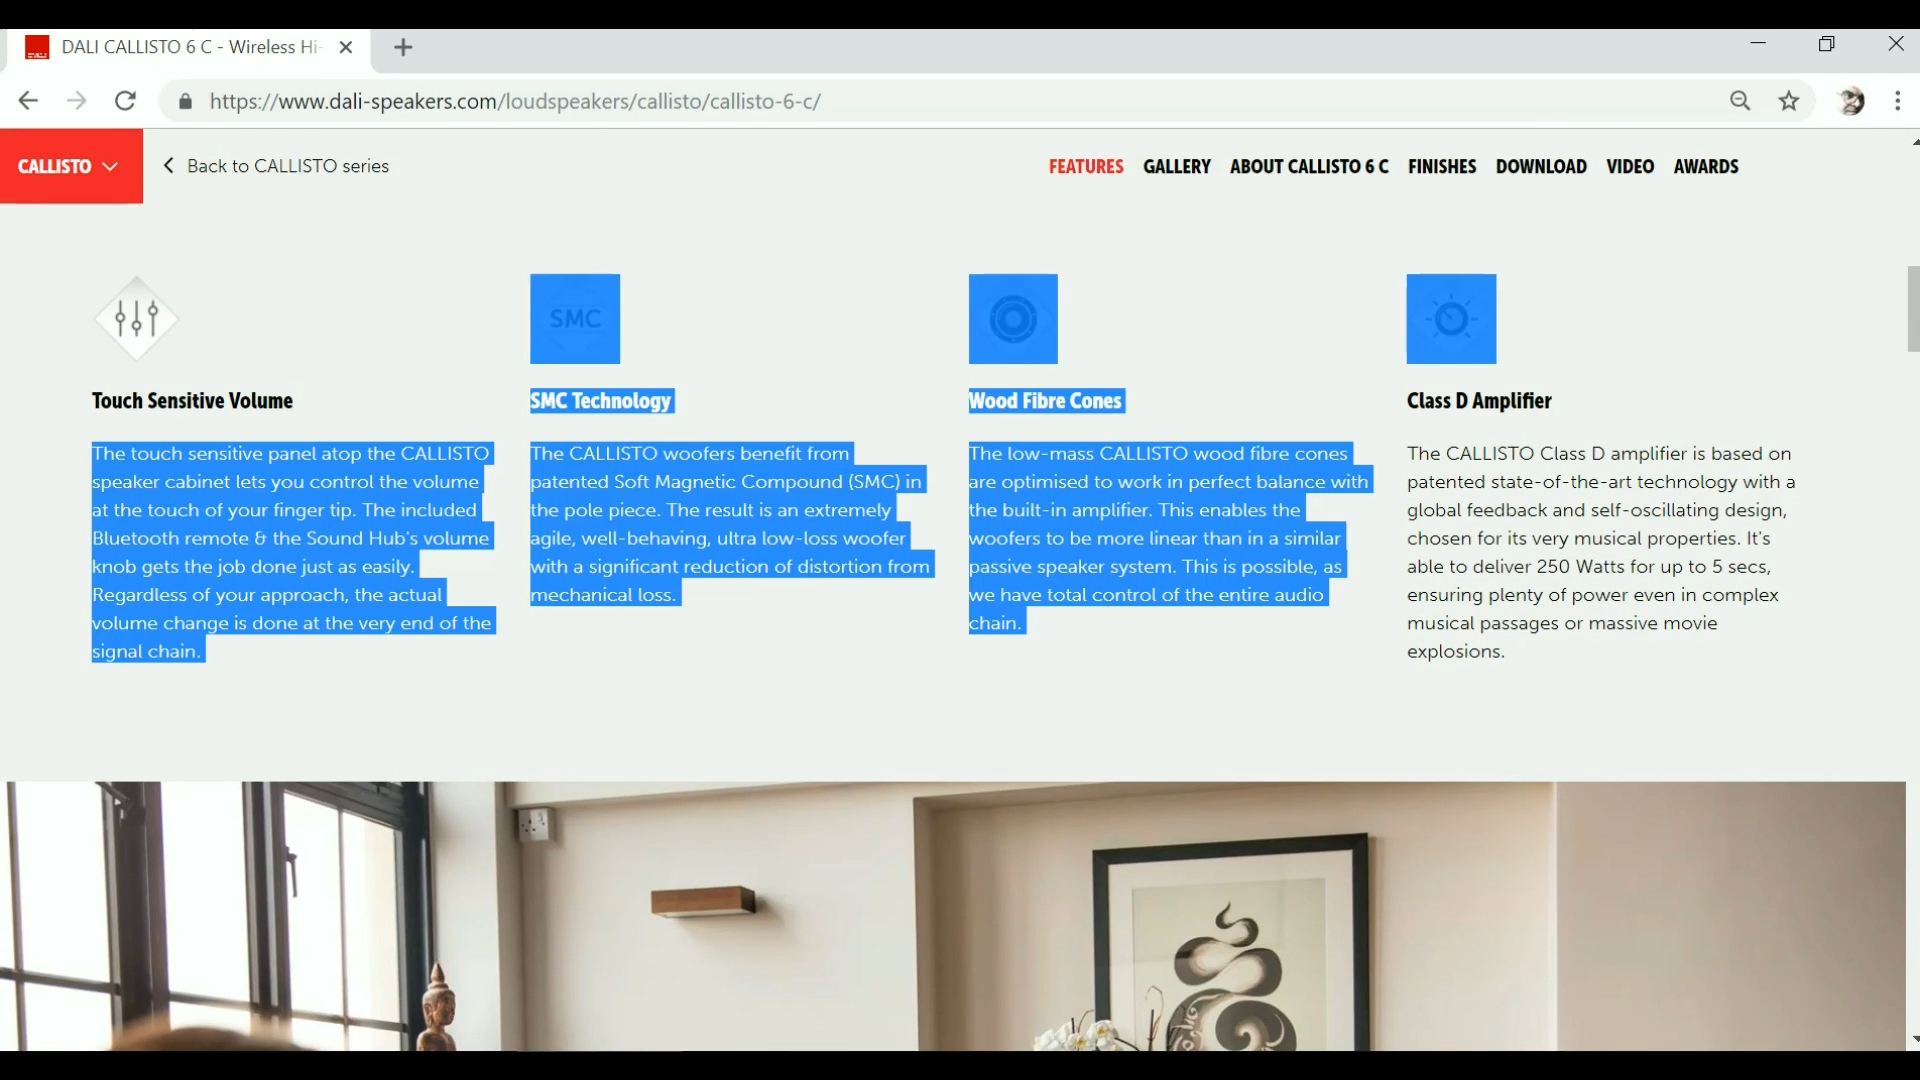 DALI CALLISTO 6 C - Wireless Hi-
https://www.dali-speakers.com/loudspeakers/callisto/callisto-6-c/
CALLISTO
Back to CALLISTO series
FEATURES GALLERY ABOUT CALLISTO 6 C FINISHES DOWNLOAD VIDEO AWARDS
Touch Sensitive Volume
The touch sensitive panel atop the CALLISTO
speaker cabinet lets you control the volume
at the touch of your finger tip. The included
Bluetooth remote & the Sound Hub's volume
knob gets the job done just as easily.
Regardless of your approach, the actual
volume change is done at the very end of the
signal chain.
SMC
SMC Technology
The CALLISTO woofers benefit from
patented Soft Magnetic Compound (SMC) in
the pole piece. The result is an extremely
agile, well-behaving, ultra low-loss woofer
with a significant reduction of distortion from
mechanical loss.
Wood Fibre Cones
The low-mass CALLISTO wood fibre cones
are optimised to work in perfect balance with
the built-in amplifier. This enables the
woofers to be more linear than in a similar
passive speaker system. This is possible, as
we have total control of the entire audio
chain.
Class D Amplifier
The CALLISTO Class D amplifier is based on
patented state-of-the-art technology with a
global feedback and self-oscillating design,
chosen for its very musical properties. It's
able to deliver 250 Watts for up to 5 secs,
ensuring plenty of power even in complex
musical passages or massive movie
explosions.